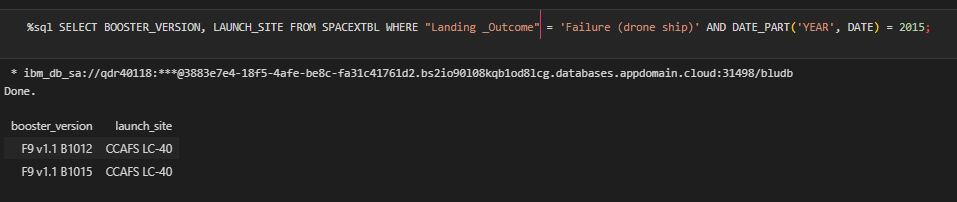 %sql SELECT BOOSTER_VERSION, LAUNCH_SITE FROM SPACEXTBL WHERE "Landing _Outcome" = 'Failure (drone ship)' AND DATE_PART('YEAR', DATE) = 2015;
* ibm_db_sa://qdr40118:***@3883e7e4-18f5-4afe-be8c-fa31c41761d2.bs2io90l08kqb1od8lcg.databases.appdomain.cloud:31498/bludb
Done.
booster_version launch_site
F9 v1.1 B1012 CCAFS LC-40
F9 v1.1 B1015 CCAFS LC-40